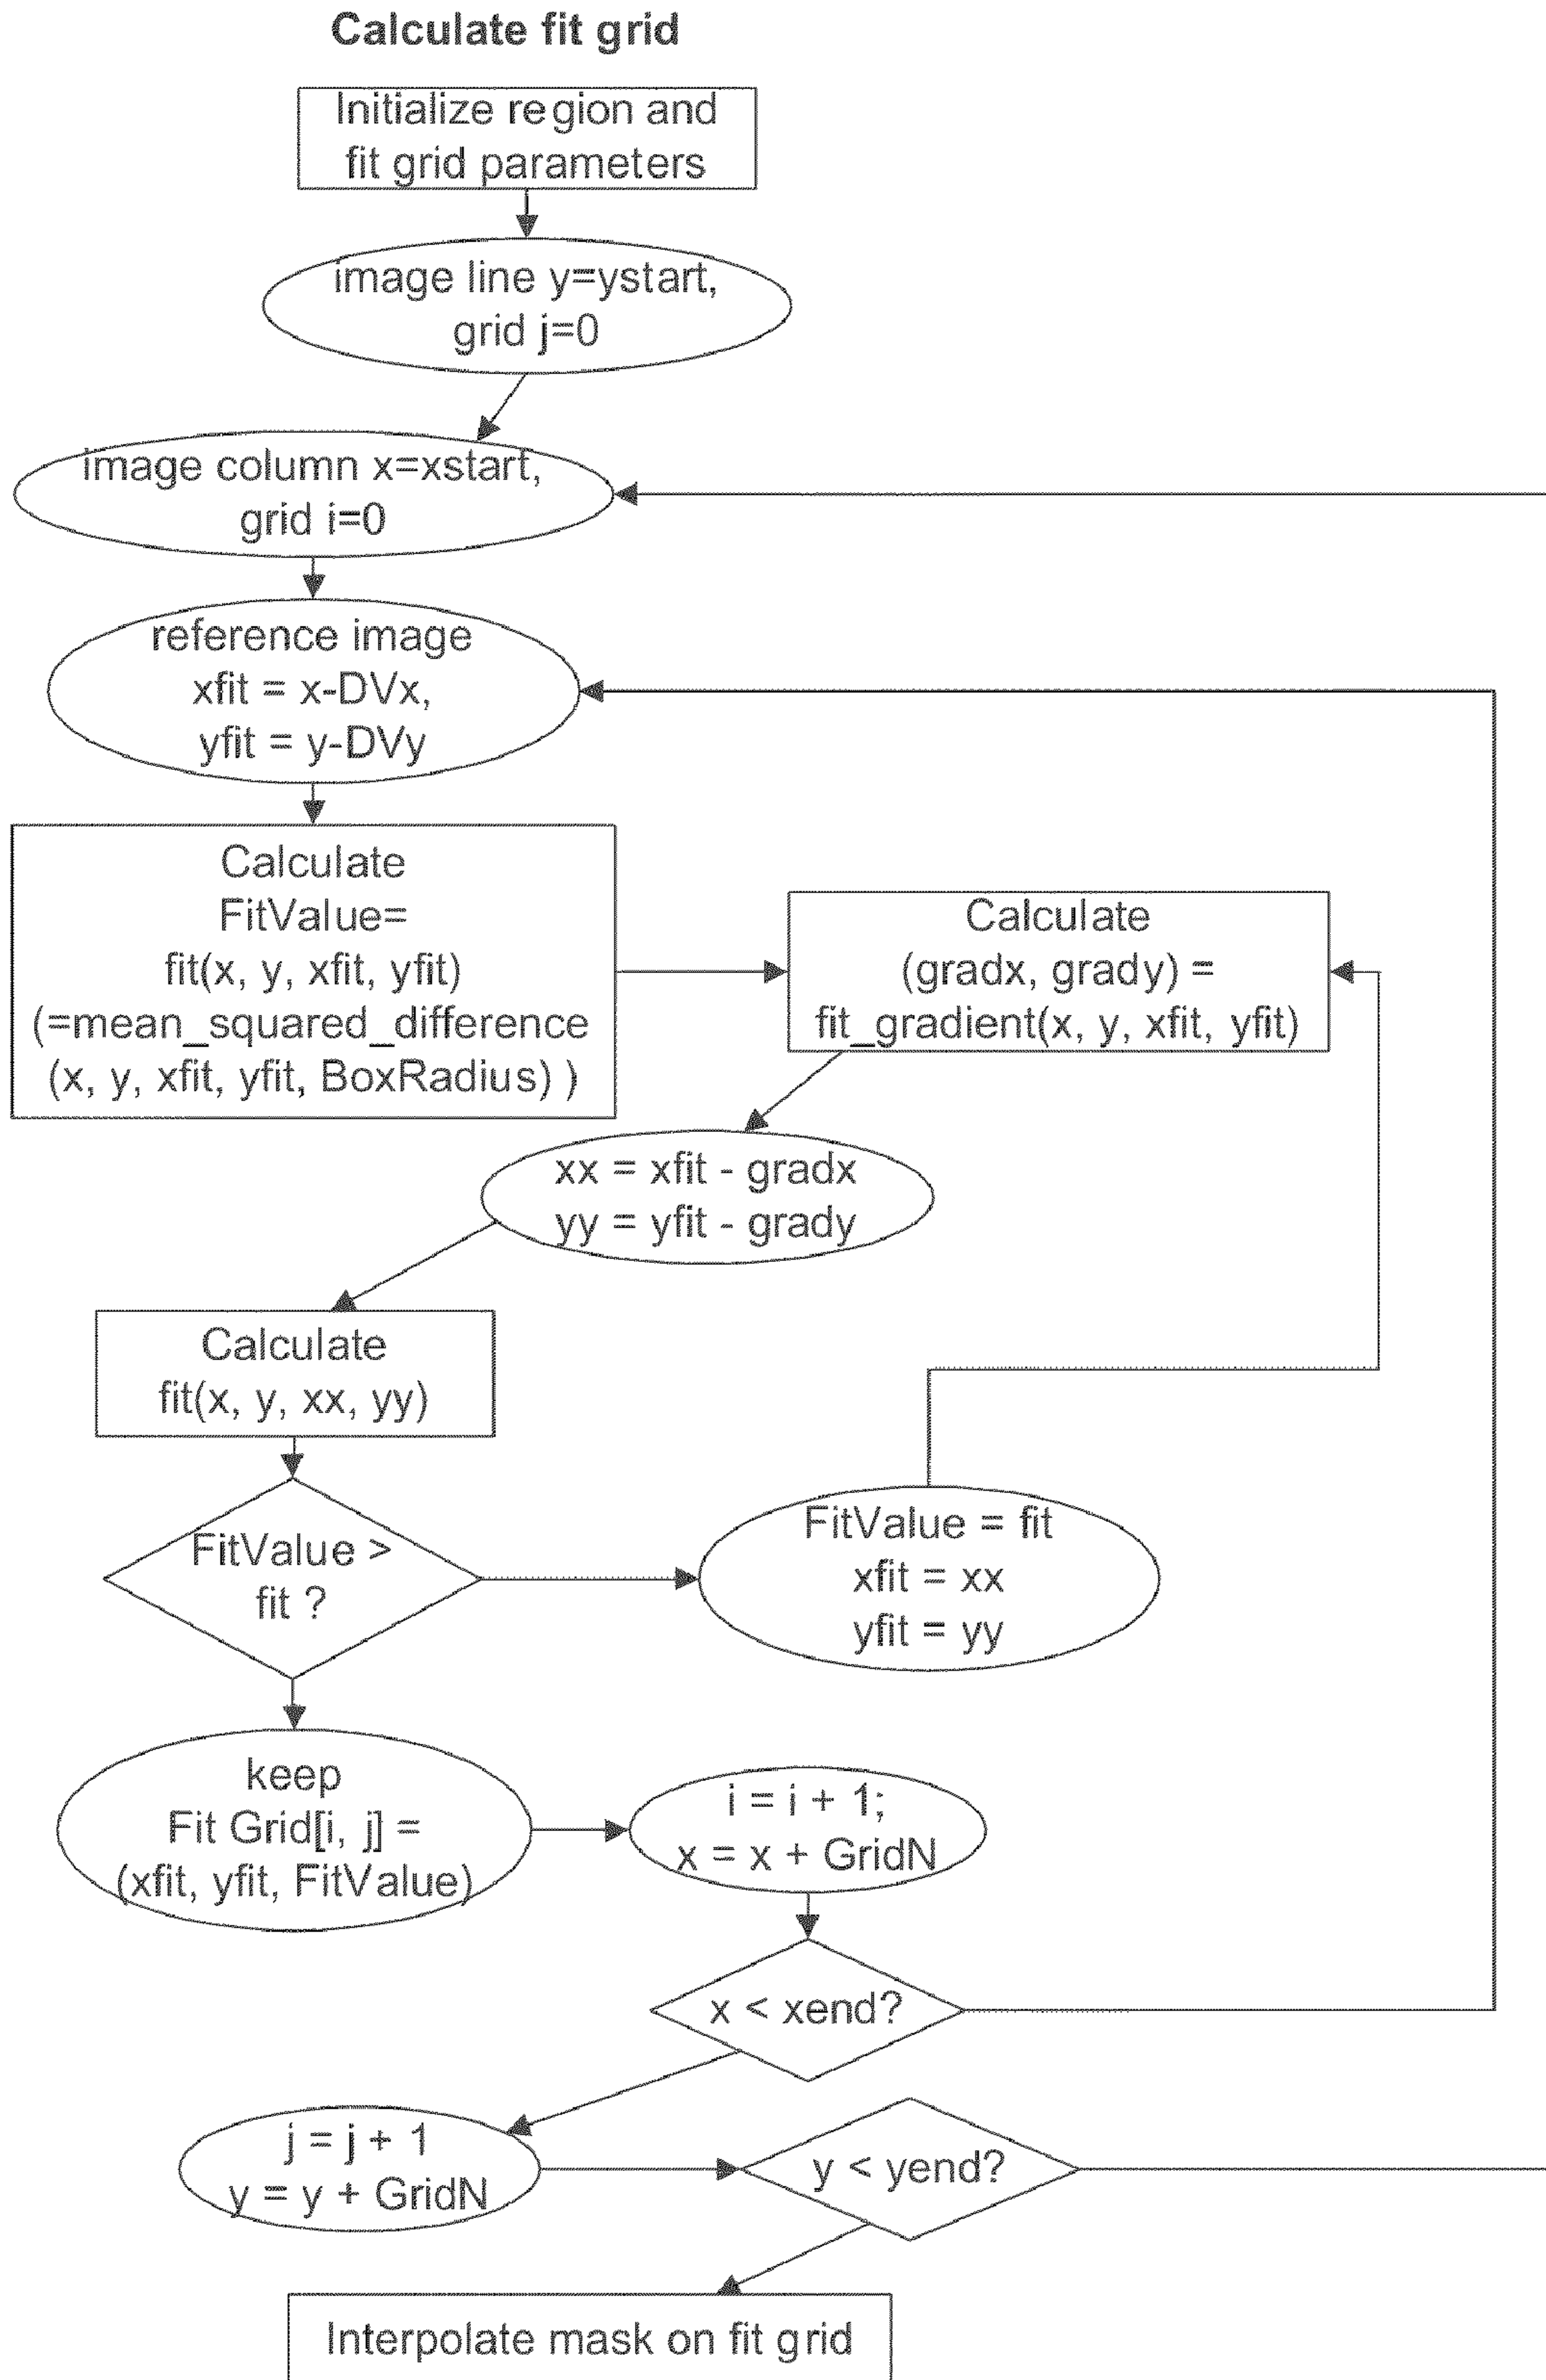 Calculate fit grid
Initialize region and
fit grid parameters
image line y=ystart,
grid j=0
image column x=xstart,
grid i=0
reference image
xfit = x-DVx,
yfit = y-DVy
Calculate
FitValue=
fit(x, y, xfit, yfit)
(=mean_squared_difference
(x, y, xfit, yfit, BoxRadius) )
Calculate
(gradx, grady) =
fit_gradient(x, y, xfit, yfit)
xx = xfit - gradx
yy = yfit - grady
Calculate
fit(x, y, xx, yy)
FitValue >
fit ?
FitValue = fit
xfit = xx
yfit = yy
keep
Fit Grid[i, j] =
(xfit, yfit, FitValue)
i = i + 1;
x = x + GridN
x < xend?
j = j + 1
y = y + GridN
y < yend?
Interpolate mask on fit grid